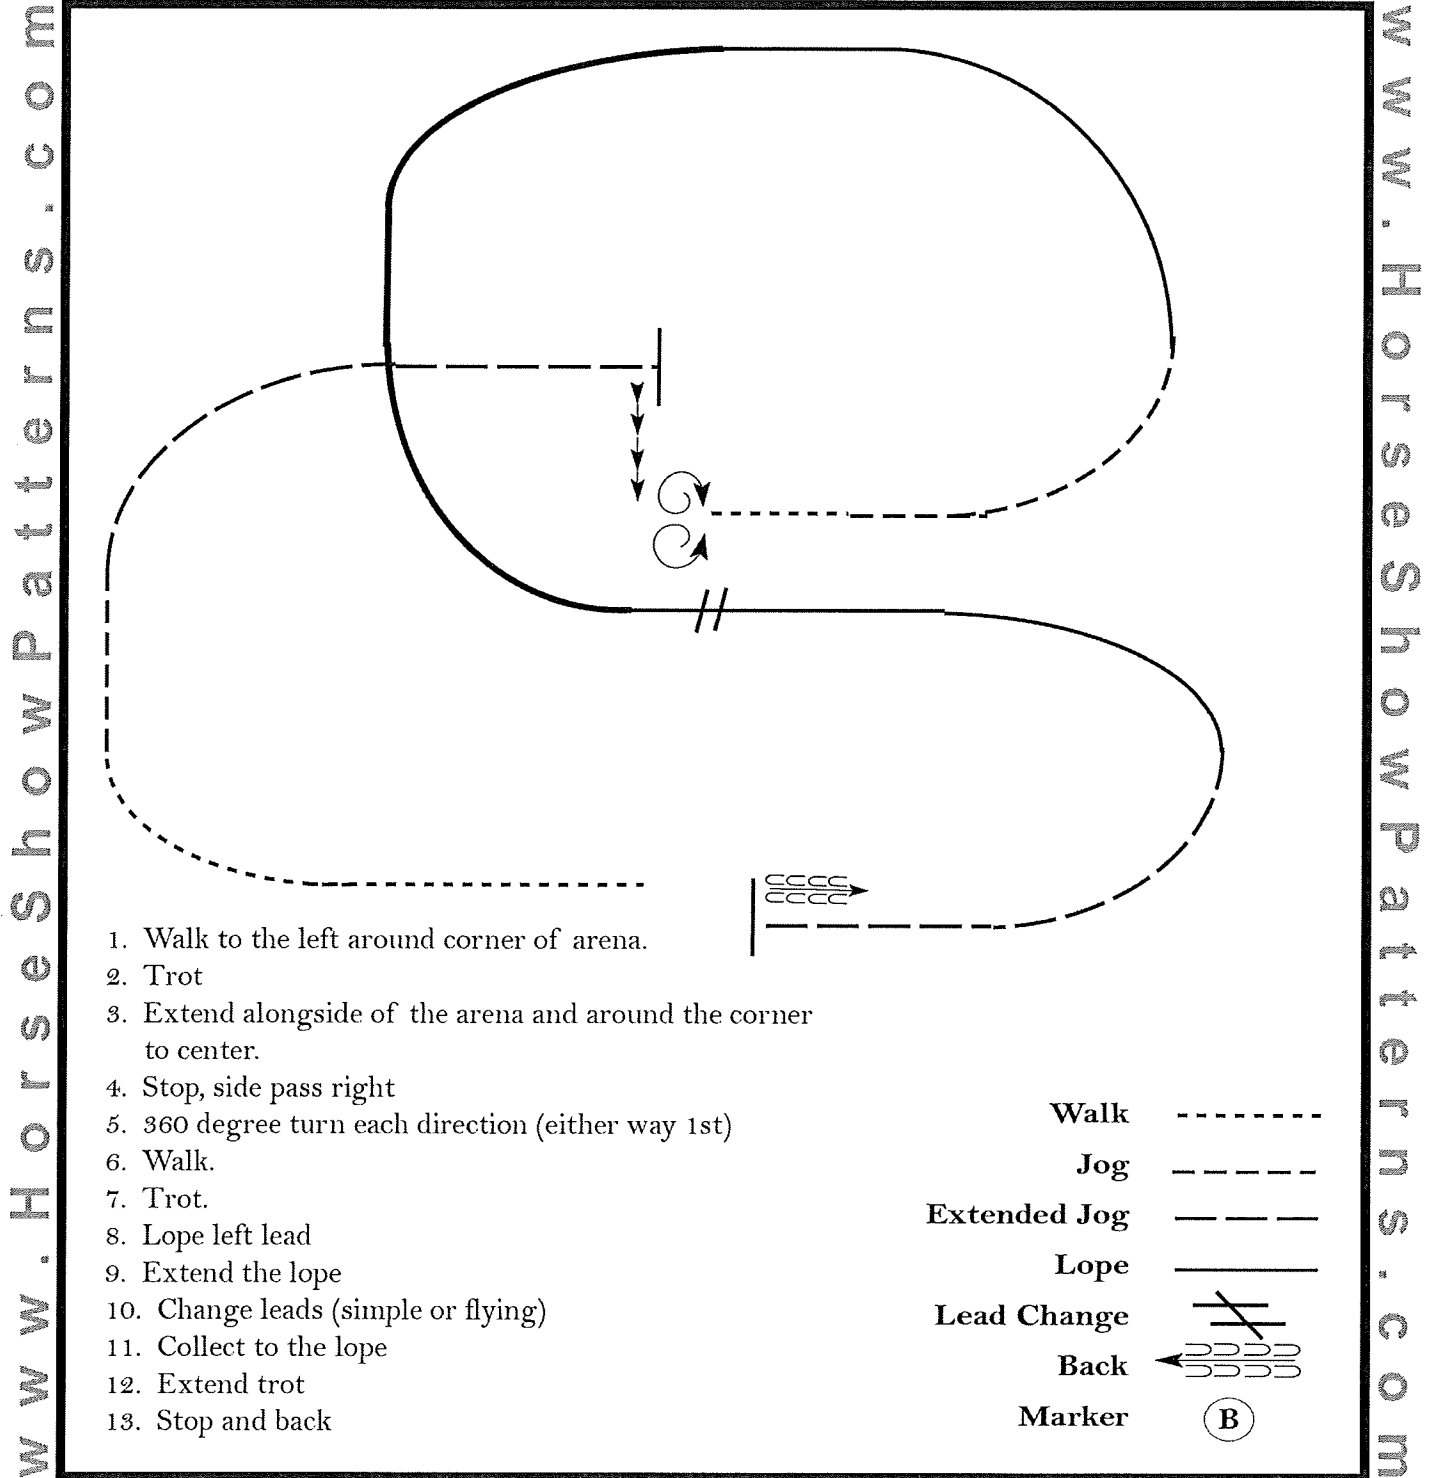 www.HorseShowPatterns.com
www.HorseShowPatterns.com
1. Walk to the left around corner of arena.
2. Trot
3. Extend alongside of the arena and around the corner
to center.
4. Stop, side pass right
5. 360 degree turn each direction (either way 1st)
6. Walk.
7. Trot.
8. Lope left lead
9. Extend the lope
10. Change leads (simple or flying)
11. Collect to the lope
12. Extend trot
13. Stop and back
Walk
Jog
Extended Jog
Lope
Lead Change
Back
Marker B